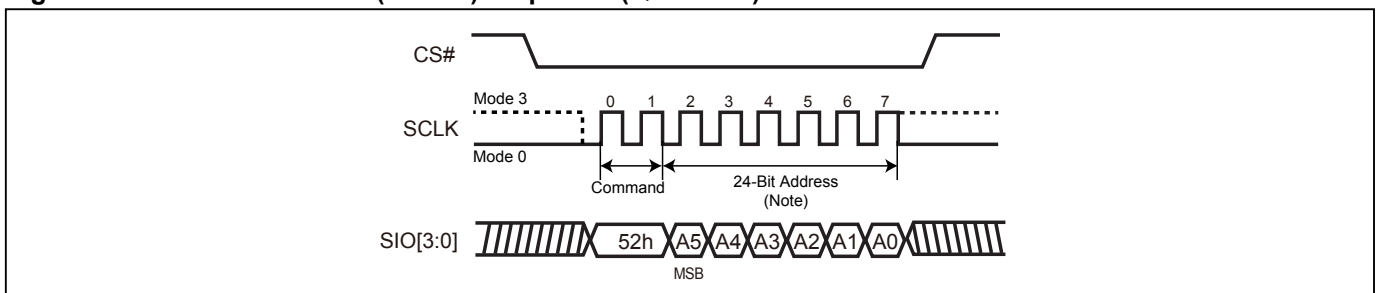 CS#
Mode 3
0 1 2 3 4 5 6 7
SCLK
Mode 0
Command
24-Bit Address
(Note)
SIO[3:0]
52h A5 A4 A3 A2 A1 A0
MSB